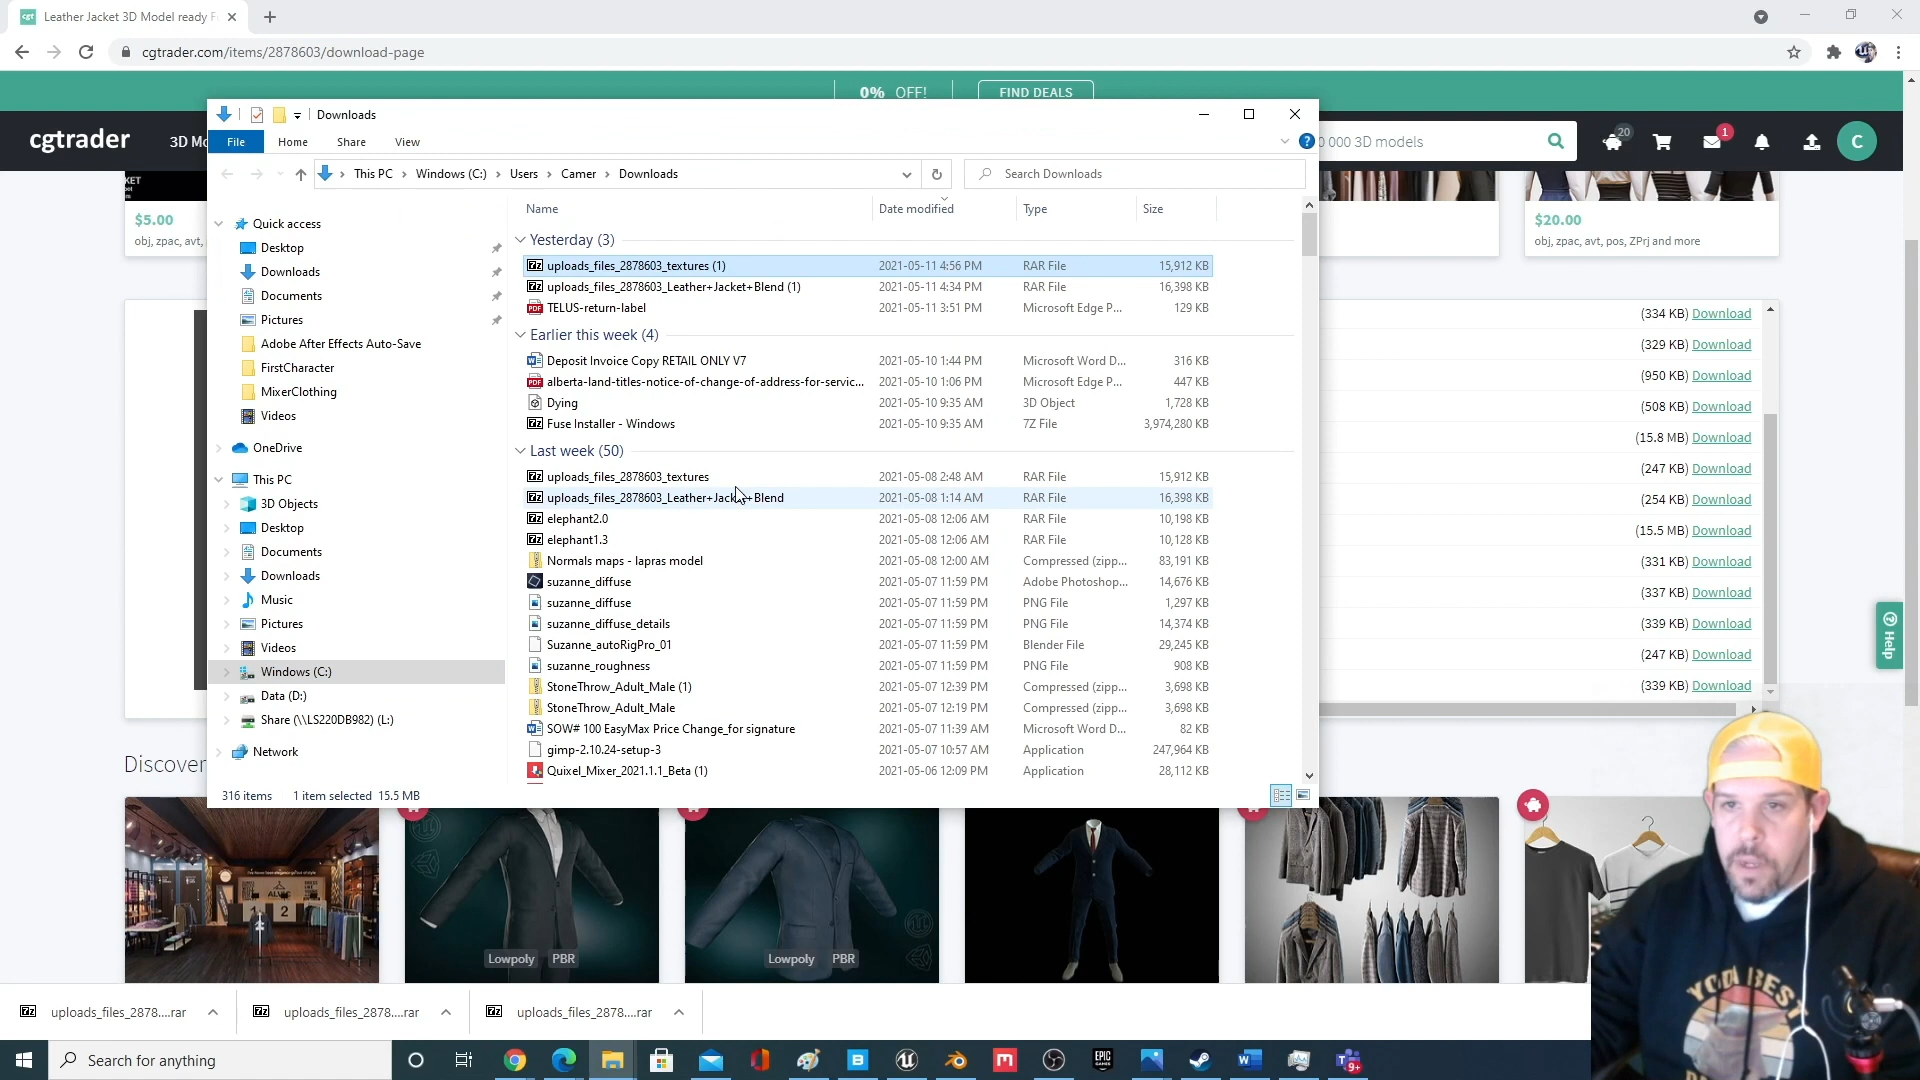 cgt Leather Jacket 3D Model ready F
cgtrader.com/items/2878603/download-page
0% OFF! FIND DEALS
cgtrader 3D Mo
0 000 3D models 20 1 C
Downloads
File Home Share View
This PC > Windows (C:) > Users > Camer > Downloads
Search Downloads
Name Date modified Type Size
Quick access
Desktop
Downloads
Documents
Pictures
Adobe After Effects Auto-Save
FirstCharacter
MixerClothing
Videos
OneDrive
This PC
3D Objects
Desktop
Documents
Downloads
Music
Pictures
Videos
Windows (C:)
Data (D:)
Share (\\LS220DB982) (L:)
Network
Yesterday (3)
uploads_files_2878603_textures (1) 2021-05-11 4:56 PM RAR File 15,912 KB
uploads_files_2878603_Leather+Jacket+Blend (1) 2021-05-11 4:34 PM RAR File 16,398 KB
TELUS-return-label 2021-05-11 3:51 PM Microsoft Edge P... 129 KB
Earlier this week (4)
Deposit Invoice Copy RETAIL ONLY V7 2021-05-10 1:44 PM Microsoft Word D... 316 KB
alberta-land-titles-notice-of-change-of-address-for-servic... 2021-05-10 1:06 PM Microsoft Edge P... 447 KB
Dying 2021-05-10 9:35 AM 3D Object 1,728 KB
Fuse Installer - Windows 2021-05-10 9:35 AM 7Z File 3,974,280 KB
Last week (50)
uploads_files_2878603_textures 2021-05-08 2:48 AM RAR File 15,912 KB
uploads_files_2878603_Leather+Jacket+Blend 2021-05-08 1:14 AM RAR File 16,398 KB
elephant2.0 2021-05-08 12:06 AM RAR File 10,198 KB
elephant1.3 2021-05-08 12:06 AM RAR File 10,128 KB
Normals maps - lapras model 2021-05-08 12:00 AM Compressed (zipp... 83,191 KB
suzanne_diffuse 2021-05-07 11:59 PM Adobe Photoshop... 14,676 KB
suzanne_diffuse 2021-05-07 11:59 PM PNG File 1,297 KB
suzanne_diffuse_details 2021-05-07 11:59 PM PNG File 14,374 KB
Suzanne_autoRigPro_01 2021-05-07 11:59 PM Blender File 29,245 KB
suzanne_roughness 2021-05-07 11:59 PM PNG File 908 KB
StoneThrow_Adult_Male (1) 2021-05-07 12:39 PM Compressed (zipp... 3,698 KB
StoneThrow_Adult_Male 2021-05-07 12:19 PM Compressed (zipp... 3,698 KB
SOW# 100 EasyMax Price Change_for signature 2021-05-07 11:39 AM Microsoft Word D... 82 KB
gimp-2.10.24-setup-3 2021-05-07 10:57 AM Application 247,964 KB
Quixel_Mixer_2021.1.1_Beta (1) 2021-05-06 12:09 PM Application 28,112 KB
316 items 1 item selected 15.5 MB
KET
$5.00
obj, zpac, avt,
$20.00
obj, zpac, avt, pos, ZPrj and more
(334 KB) Download
(329 KB) Download
(950 KB) Download
(508 KB) Download
(15.8 MB) Download
(247 KB) Download
(254 KB) Download
(15.5 MB) Download
(331 KB) Download
(337 KB) Download
(339 KB) Download
(247 KB) Download
(339 KB) Download
Help
Discover
Lowpoly PBR
Lowpoly PBR
YOU BEST
uploads_files_2878....rar
uploads_files_2878....rar
uploads_files_2878....rar
Search for anything
EPIC
9+